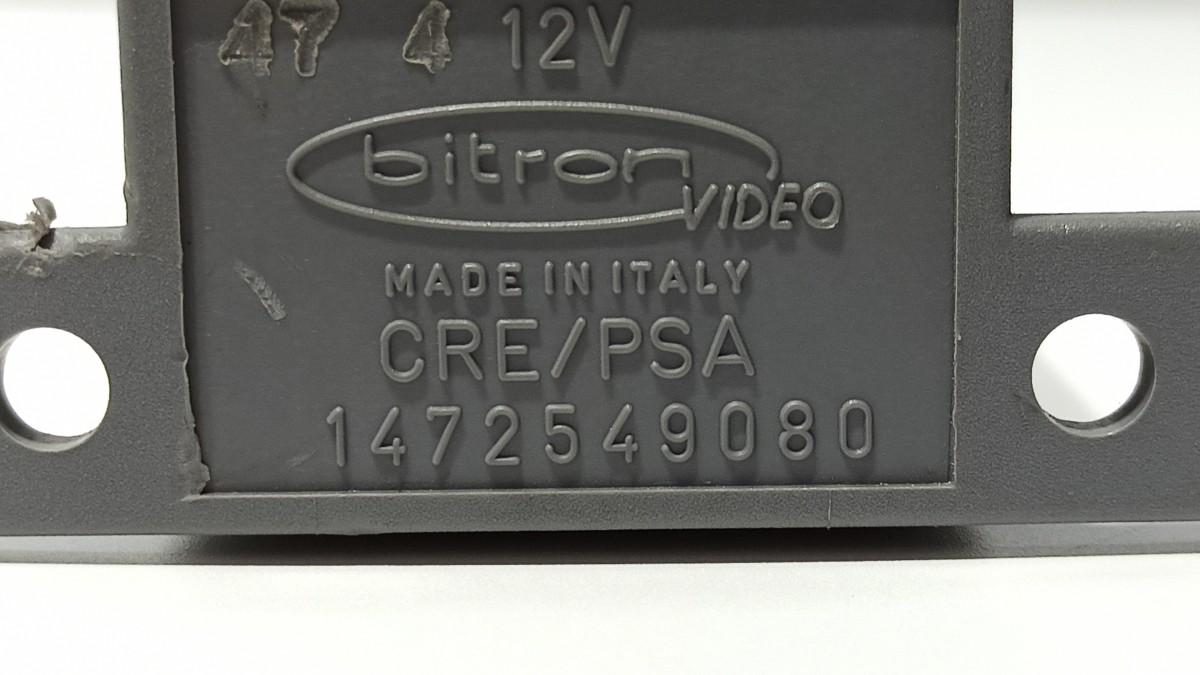 47 4 12V
bitron
VIDEO
MADE IN ITALY
CRE/PSA
1472549080